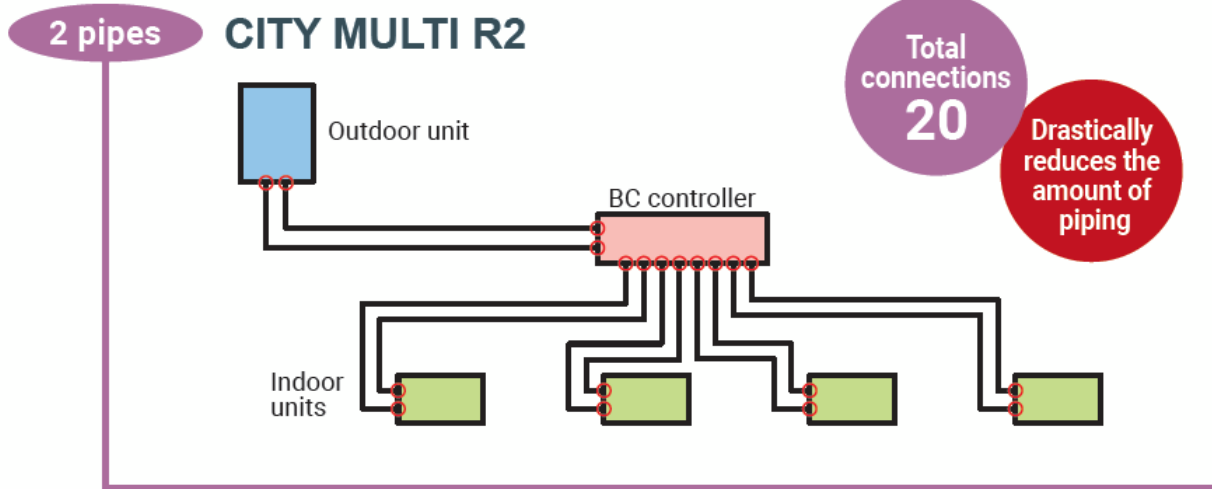 2 pipes
CITY MULTI R2
Total
connections
20
Drastically
reduces the
amount of
piping
Outdoor unit
BC controller
Indoor
units